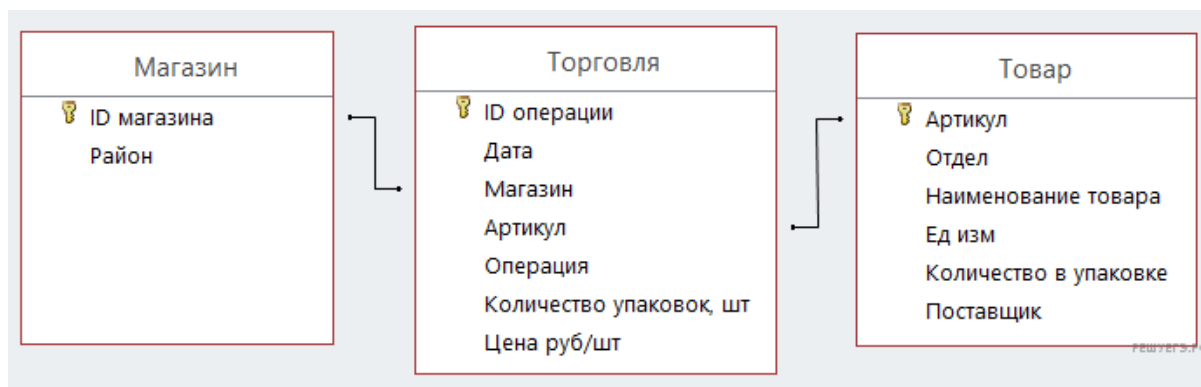 Магазин
ID магазина
Район
Торговля
ID операции
Дата
Магазин
Артикул
Операция
Количество упаковок, шт
Цена руб/шт
Товар
Артикул
Отдел
Наименование товара
Ед изм
Количество в упаковке
Поставщик